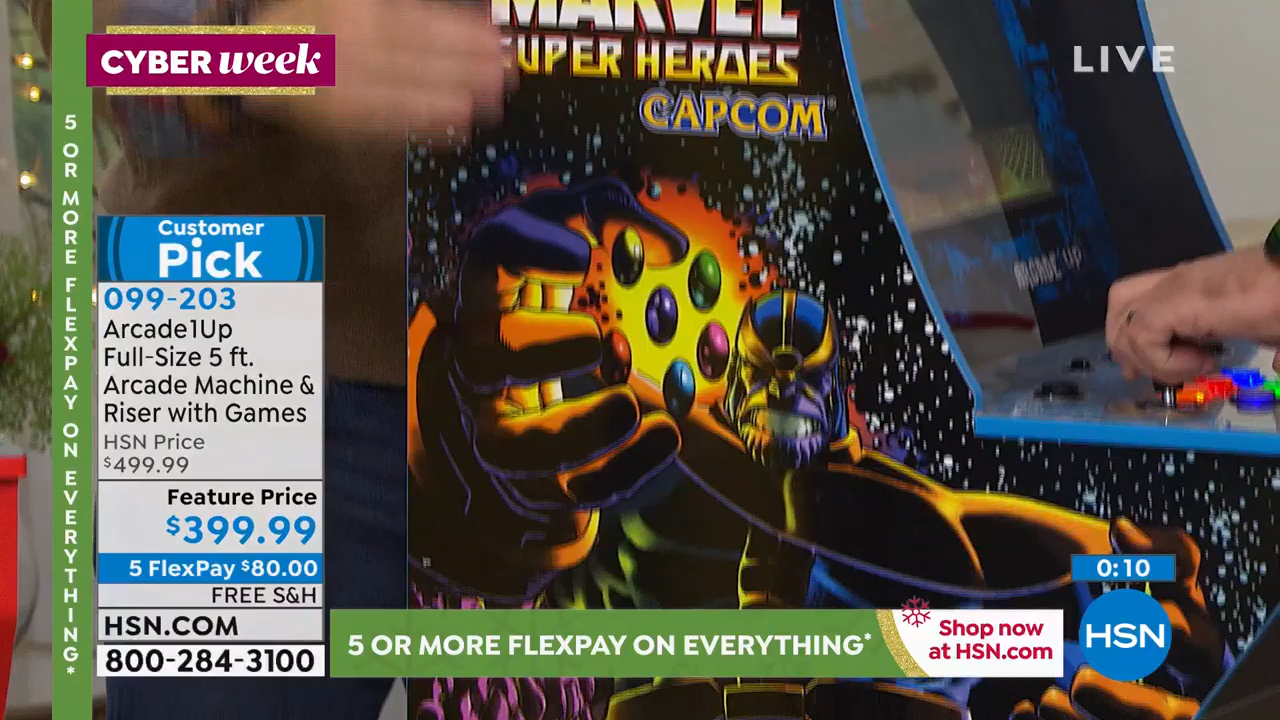 MARVEL
SUPER HEROES
CAPCOM
CYBER week
LIVE
5 OR MORE FLEXPAY ON EVERYTHING*
Customer
Pick
099-203
Arcade1Up
Full-Size 5 ft.
Arcade Machine &
Riser with Games
HSN Price
$499.99
Feature Price
$399.99
5 FlexPay $80.00
FREE S&H
HSN.COM
800-284-3100
ARCADE 1UP
5 OR MORE FLEXPAY ON EVERYTHING*
Shop now
at HSN.com
0:10
HSN